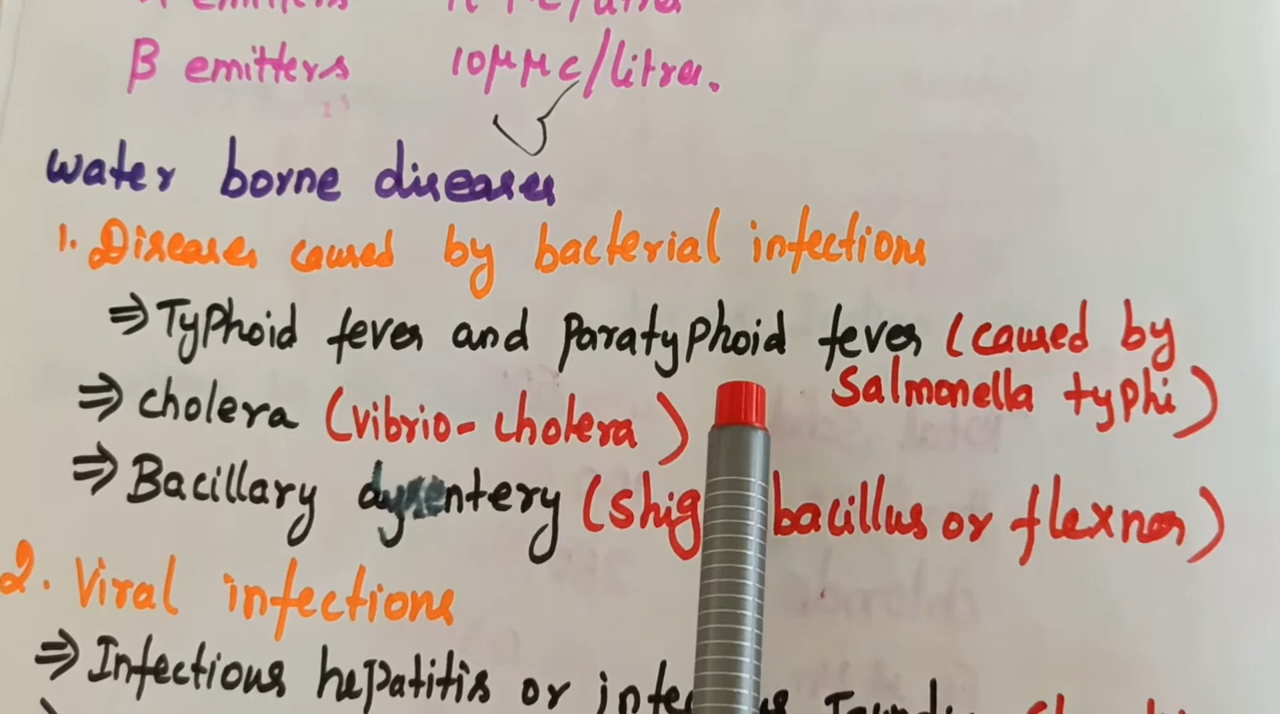 β emitters 10μμc/litre.
water borne diseases
1. Diseases caused by bacterial infections
⇒ Typhoid fever and paratyphoid fever (caused by
Salmonella typhi)
⇒ cholera (vibrio-cholera)
⇒ Bacillary dysentery (shig bacillus or flexner)
2. Viral infections
⇒ Infectious hepatitis or